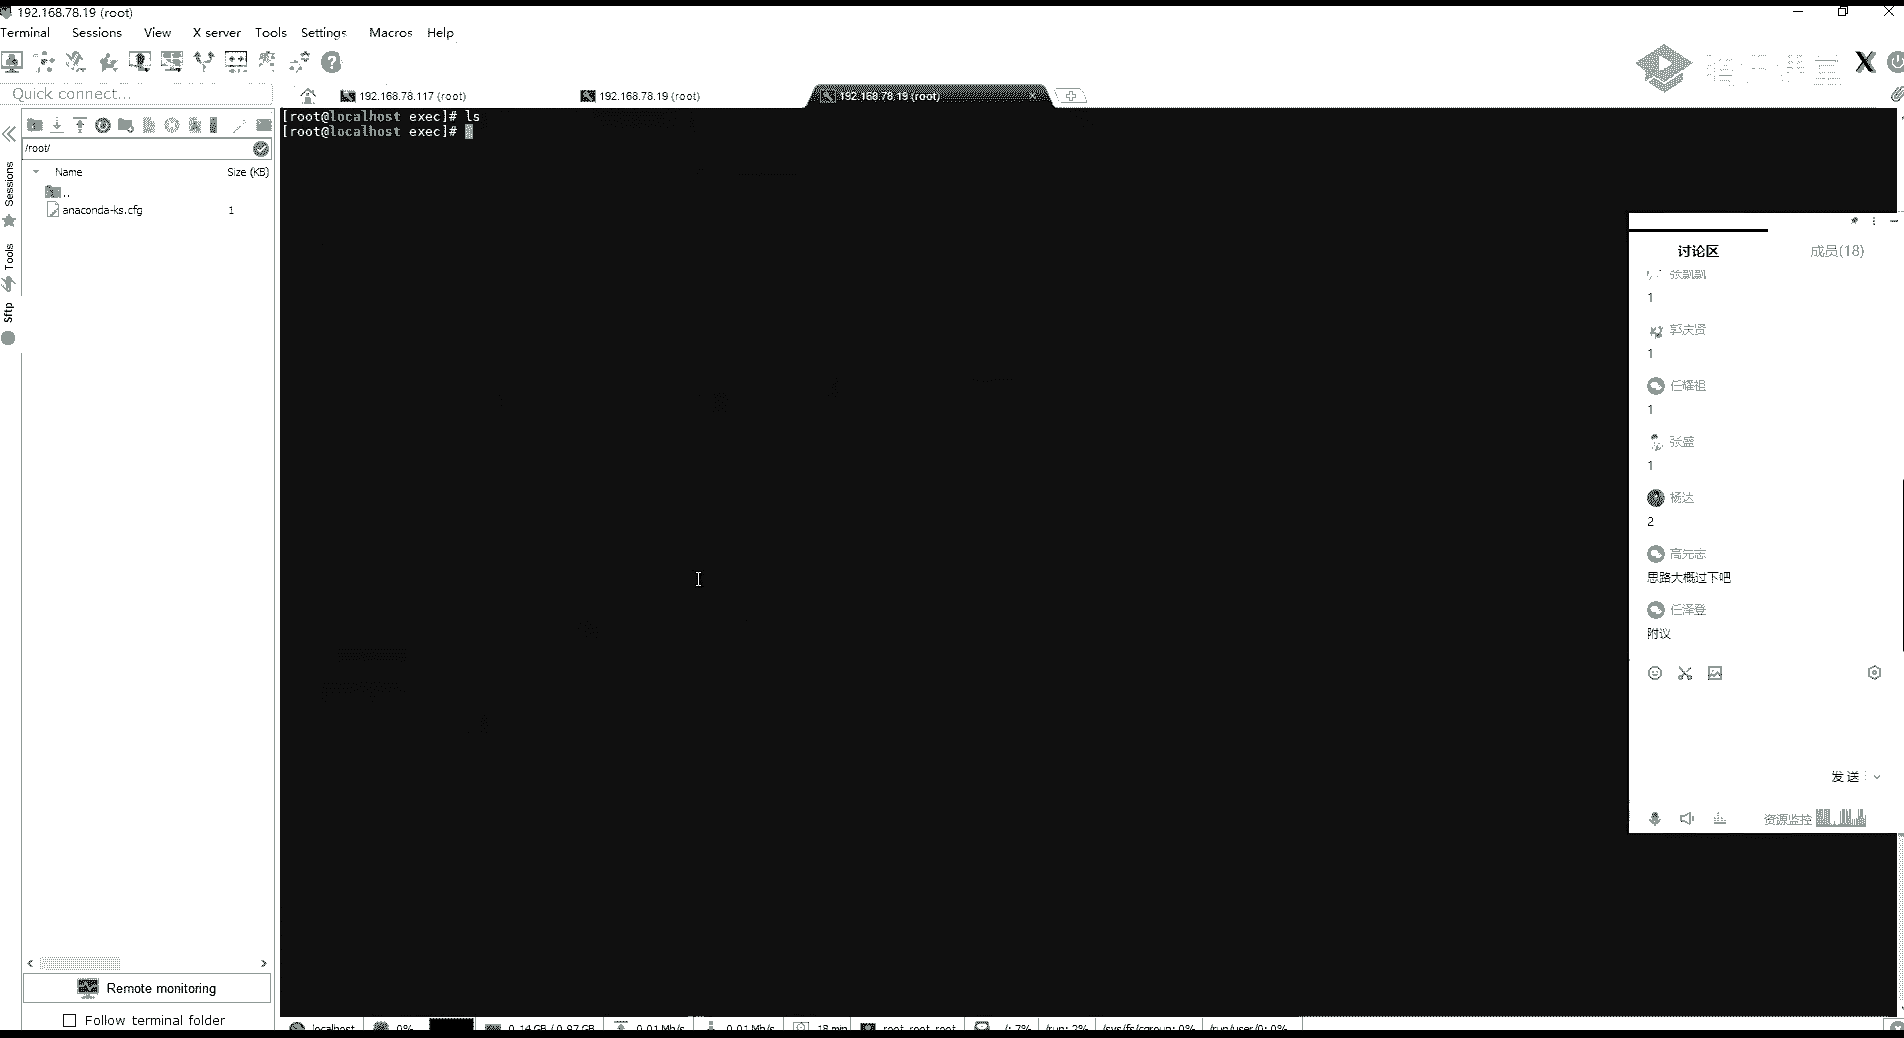 192.168.78.19 (root)
Terminal Sessions View X server Tools Settings Macros Help
Quick connect...
192.168.78.117 (root)
192.168.78.19 (root)
192.168.78.19 (root)
/root/
Name Size (KB)
..
anaconda-ks.cfg 1
Sessions
Tools
Sftp
[root@localhost exec]# ls
[root@localhost exec]#
讨论区 成员(18)
张飘飘
1
郭庆贤
1
任耀祖
1
张盛
1
杨达
2
高先志
思路大概过下吧
任泽登
附议
发送
资源监控
Remote monitoring
Follow terminal folder
localhost 0% 0.14 GB / 0.97 GB 0.01 Mb/s 0.01 Mb/s 18 min root root root /: 7% /run: 2% /sys/fs/cgroup: 0% /run/user/0: 0%